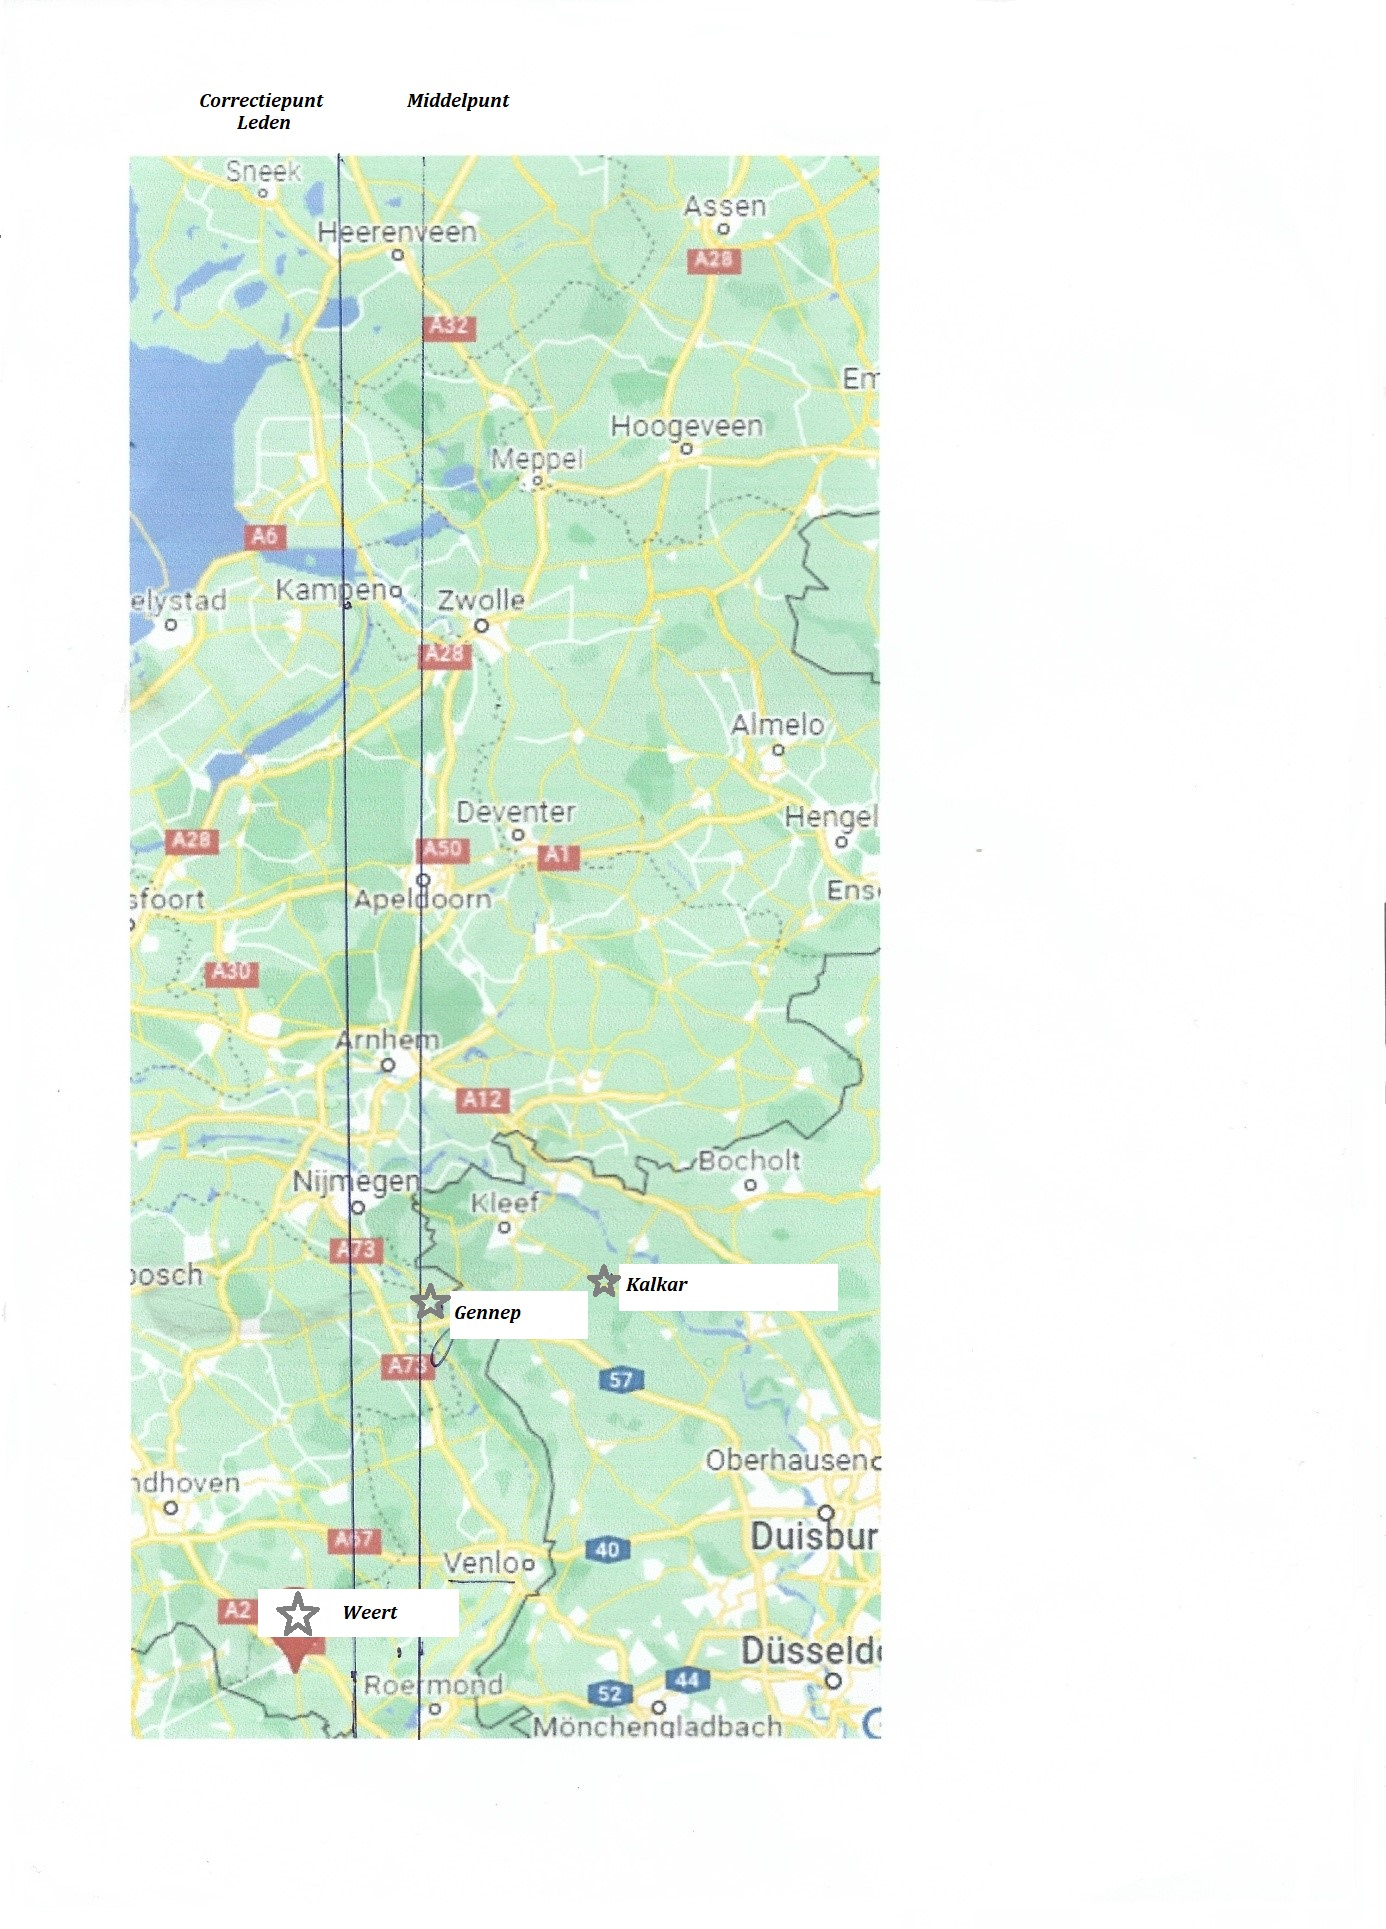 Correctiepunt
Leden
Middelpunt
Sneek
Assen
Heerenveen
A28
A32
Em
Hoogeveen
Meppel
A6
Kampen
elystad
Zwolle
A28
Almelo
Deventer
Hengel
A28
A50
A1
Ens
sfoort
Apeldoorn
A30
Arnhem
A12
Bocholt
Nijmegen
Kleef
A73
bosch
Kalkar
Gennep
A73
57
Oberhausen
ndhoven
Duisbur
A67
40
Venlo
A2
Weert
Düsseld
Roermond
44
52
Mönchengladbach